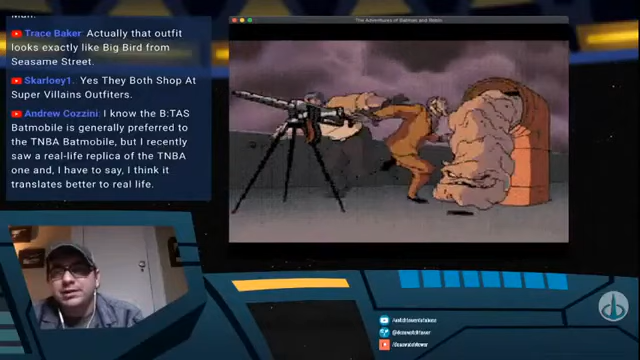 Trace Baker: Actually that outfit
looks exactly like Big Bird from
Seasame Street.
Skarloey1: Yes They Both Shop At
Super Villains Outfiters.
Andrew Cozzini: I know the B:TAS
Batmobile is generally preferred to
the TNBA Batmobile, but I recently
saw a real-life replica of the TNBA
one and, I have to say, I think it
translates better to real life.
The Adventures of Batman and Robin